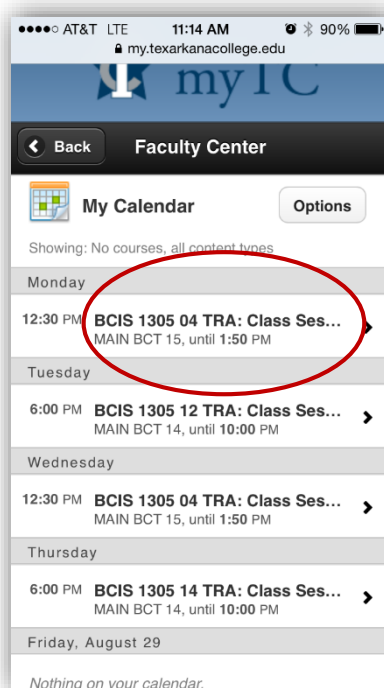 AT&T LTE 11:14 AM 90%
my.texarkanacollege.edu
myTC
Back Faculty Center
My Calendar Options
Showing: No courses, all content types
Monday
12:30 PM BCIS 1305 04 TRA: Class Ses...
MAIN BCT 15, until 1:50 PM
Tuesday
6:00 PM BCIS 1305 12 TRA: Class Ses...
MAIN BCT 14, until 10:00 PM
Wednesday
12:30 PM BCIS 1305 04 TRA: Class Ses...
MAIN BCT 15, until 1:50 PM
Thursday
6:00 PM BCIS 1305 14 TRA: Class Ses...
MAIN BCT 14, until 10:00 PM
Friday, August 29
Nothing on your calendar.